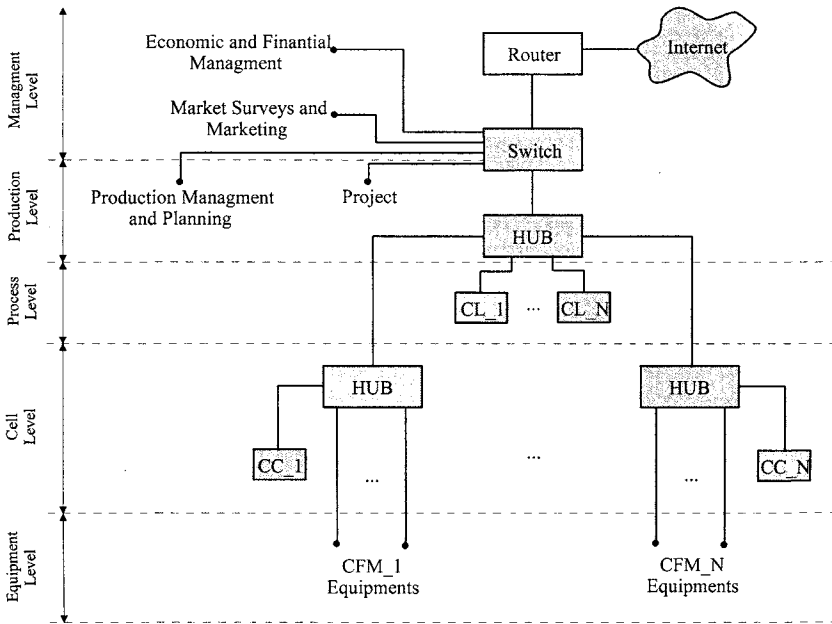 Managment
Level
Economic and Finantial
Managment
Router
Internet
Market Surveys and
Marketing
Switch
Production
Level
Production Managment
and Planning
Project
HUB
Process
Level
CL_1
...
CL_N
Cell
Level
HUB
HUB
CC_1
...
...
...
CC_N
Equipment
Level
CFM_1
Equipments
CFM_N
Equipments